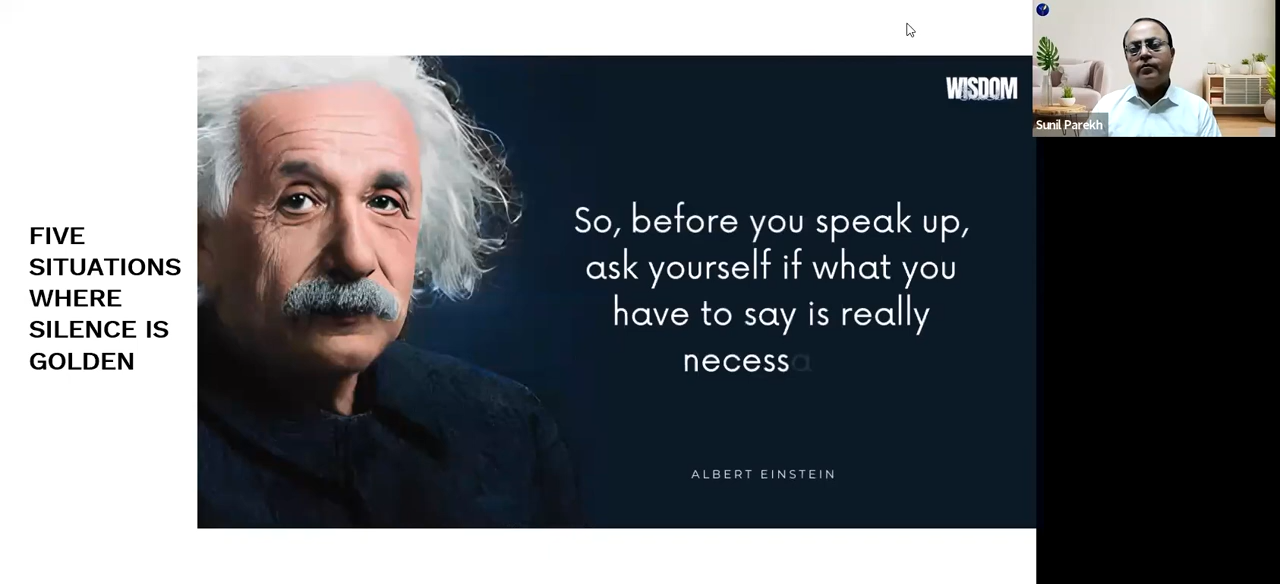 FIVE
SITUATIONS
WHERE
SILENCE IS
GOLDEN
WISDOM
So, before you speak up,
ask yourself if what you
have to say is really
necessa
ALBERT EINSTEIN
Sunil Parekh